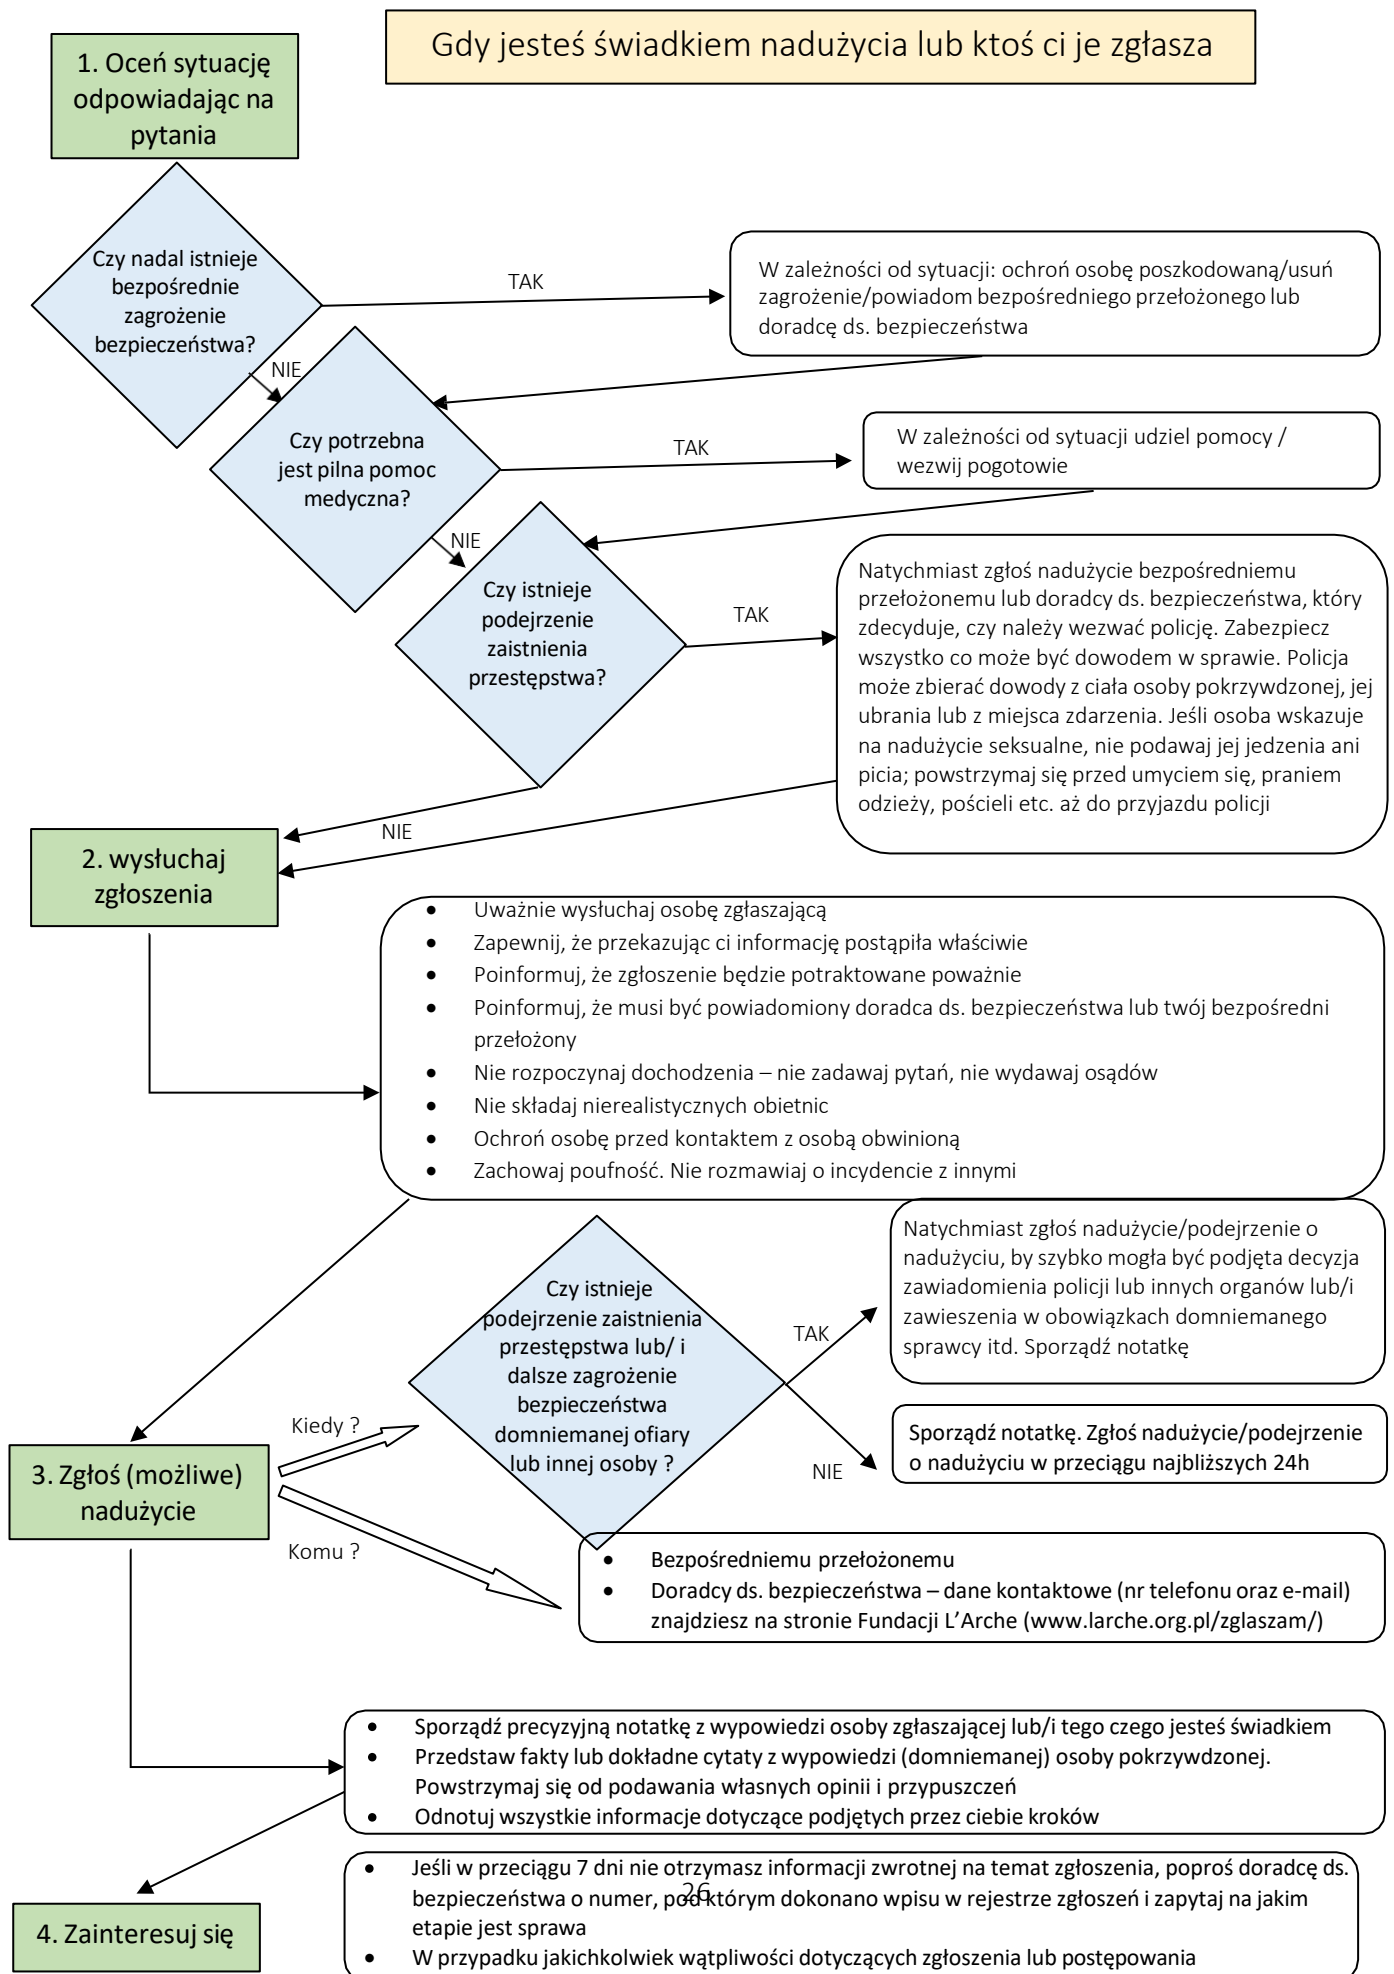 Gdy jesteś świadkiem nadużycia lub ktoś ci je zgłasza
1. Oceń sytuację
odpowiadając na
pytania
Czy nadal istnieje
bezpośrednie
zagrożenie
bezpieczeństwa?
TAK
W zależności od sytuacji: ochroń osobę poszkodowaną/usuń
zagrożenie/powiadom bezpośredniego przełożonego lub
doradcę ds. bezpieczeństwa
NIE
Czy potrzebna
jest pilna pomoc
medyczna?
TAK
W zależności od sytuacji udziel pomocy /
wezwij pogotowie
NIE
Czy istnieje
podejrzenie
zaistnienia
przestępstwa?
TAK
Natychmiast zgłoś nadużycie bezpośredniemu
przełożonemu lub doradcy ds. bezpieczeństwa, który
zdecyduje, czy należy wezwać policję. Zabezpiecz
wszystko co może być dowodem w sprawie. Policja
może zbierać dowody z ciała osoby pokrzywdzonej, jej
ubrania lub z miejsca zdarzenia. Jeśli osoba wskazuje
na nadużycie seksualne, nie podawaj jej jedzenia ani
picia; powstrzymaj się przed umyciem się, praniem
odzieży, pościeli etc. aż do przyjazdu policji
NIE
2. wysłuchaj
zgłoszenia
• Uważnie wysłuchaj osobę zgłaszającą
• Zapewnij, że przekazując ci informację postąpiła właściwie
• Poinformuj, że zgłoszenie będzie potraktowane poważnie
• Poinformuj, że musi być powiadomiony doradca ds. bezpieczeństwa lub twój bezpośredni
przełożony
• Nie rozpoczynaj dochodzenia – nie zadawaj pytań, nie wydawaj osądów
• Nie składaj nierealistycznych obietnic
• Ochroń osobę przed kontaktem z osobą obwinioną
• Zachowaj poufność. Nie rozmawiaj o incydencie z innymi
3. Zgłoś (możliwe)
nadużycie
Kiedy ?
Czy istnieje
podejrzenie zaistnienia
przestępstwa lub/ i
dalsze zagrożenie
bezpieczeństwa
domniemanej ofiary
lub innej osoby ?
TAK
Natychmiast zgłoś nadużycie/podejrzenie o
nadużyciu, by szybko mogła być podjęta decyzja
zawiadomienia policji lub innych organów lub/i
zawieszenia w obowiązkach domniemanego
sprawcy itd. Sporządź notatkę
NIE
Sporządź notatkę. Zgłoś nadużycie/podejrzenie
o nadużyciu w przeciągu najbliższych 24h
Komu ?
• Bezpośredniemu przełożonemu
• Doradcy ds. bezpieczeństwa – dane kontaktowe (nr telefonu oraz e-mail)
znajdziesz na stronie Fundacji L’Arche (www.larche.org.pl/zglaszam/)
• Sporządź precyzyjną notatkę z wypowiedzi osoby zgłaszającej lub/i tego czego jesteś świadkiem
• Przedstaw fakty lub dokładne cytaty z wypowiedzi (domniemanej) osoby pokrzywdzonej.
Powstrzymaj się od podawania własnych opinii i przypuszczeń
• Odnotuj wszystkie informacje dotyczące podjętych przez ciebie kroków
4. Zainteresuj się
• Jeśli w przeciągu 7 dni nie otrzymasz informacji zwrotnej na temat zgłoszenia, poproś doradcę ds.
bezpieczeństwa o numer, pod którym dokonano wpisu w rejestrze zgłoszeń i zapytaj na jakim
etapie jest sprawa
• W przypadku jakichkolwiek wątpliwości dotyczących zgłoszenia lub postępowania
26